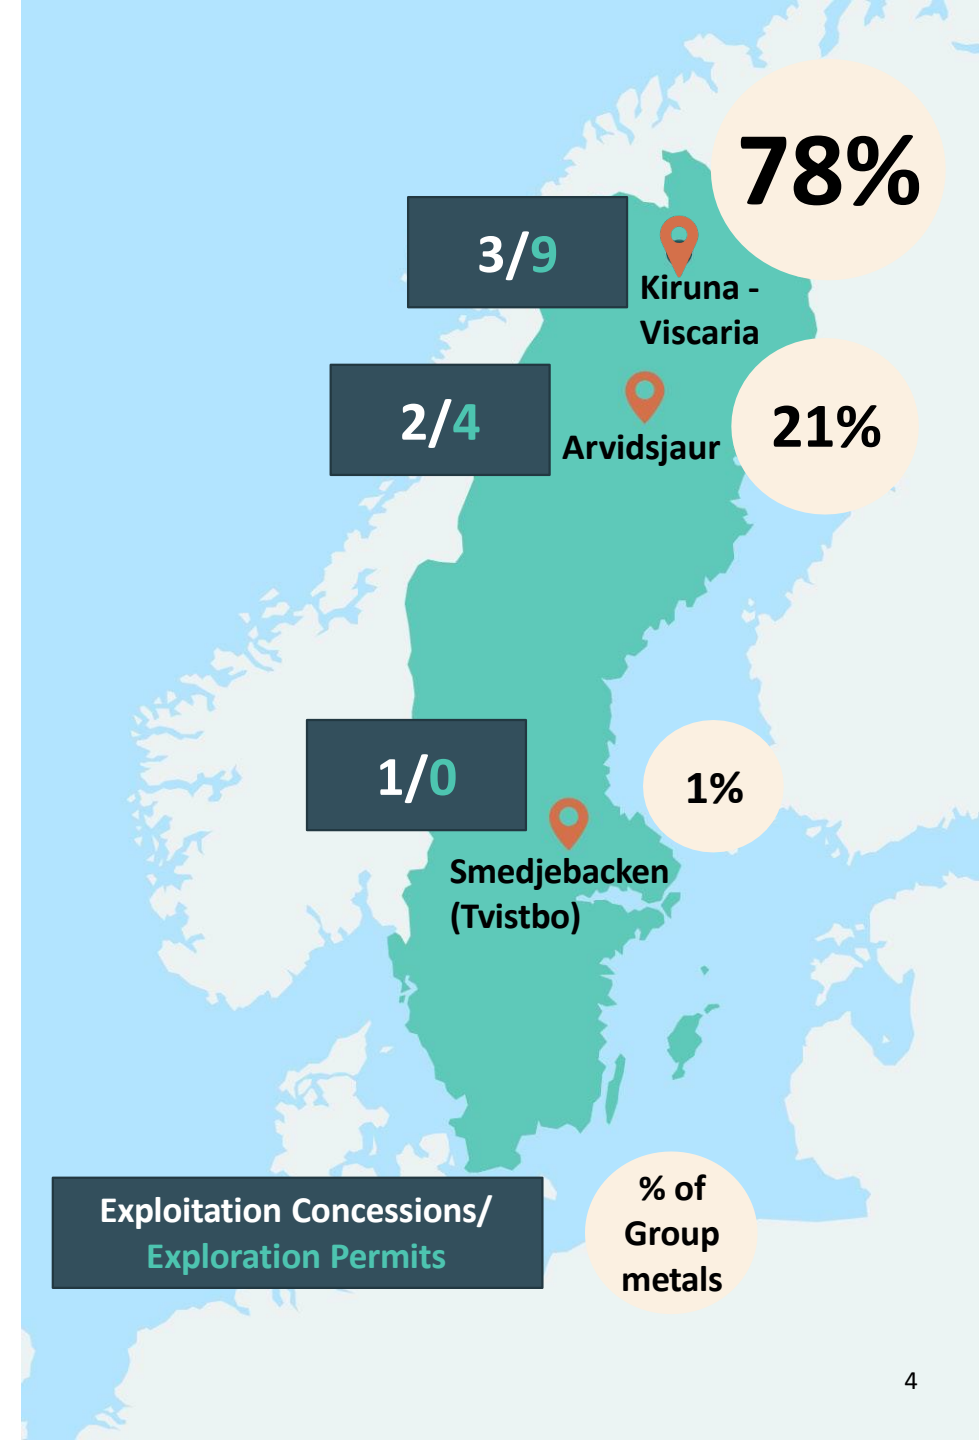 78%
3/9
Kiruna -
Viscaria
2/4
Arvidsjaur
21%
1/0
1%
Smedjebacken
(Tvistbo)
Exploitation Concessions/
Exploration Permits
% of
Group
metals
4